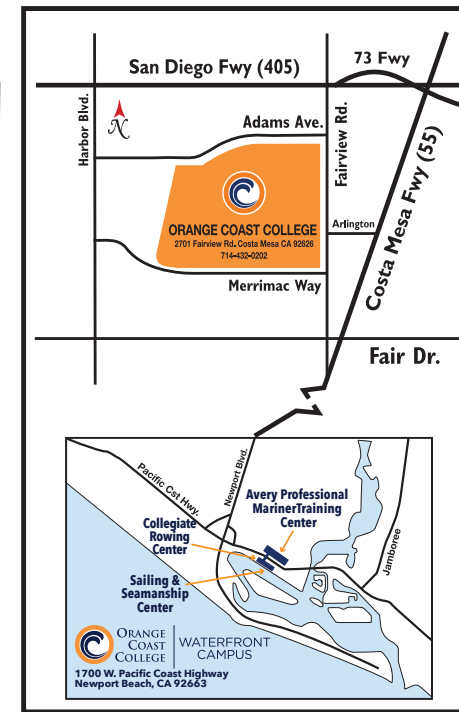 73 Fwy
San Diego Fwy (405)
Harbor Blvd.
N
Adams Ave.
Fairview Rd.
Costa Mesa Fwy (55)
Arlington
ORANGE COAST COLLEGE
2701 Fairview Rd. Costa Mesa CA 92626
714-432-0202
Merrimac Way
Fair Dr.
Pacific Cst Hwy.
Newport Blvd.
Avery Professional
MarinerTraining
Center
Collegiate
Rowing
Center
Jamboree
Sailing &
Seamanship
Center
ORANGE
COAST
COLLEGE
WATERFRONT
CAMPUS
1700 W. Pacific Coast Highway
Newport Beach, CA 92663